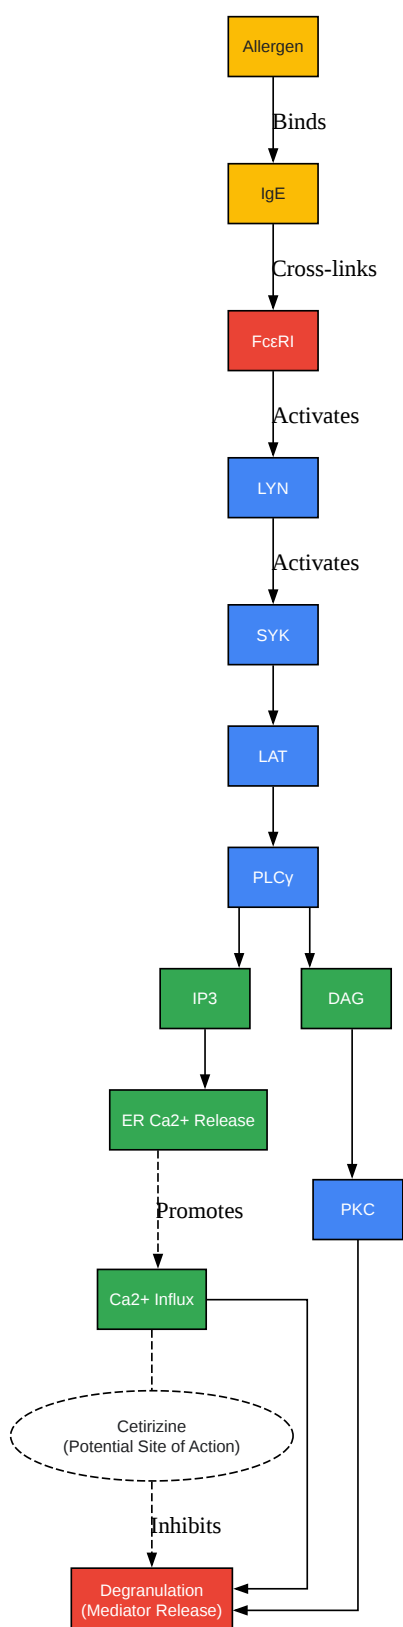 Allergen
Binds
IgE
Cross-links
FcεRI
Activates
LYN
Activates
SYK
LAT
PLCγ
IP3
DAG
ER Ca2+ Release
Promotes
PKC
Ca2+ Influx
Cetirizine
(Potential Site of Action)
Inhibits
Degranulation
(Mediator Release)